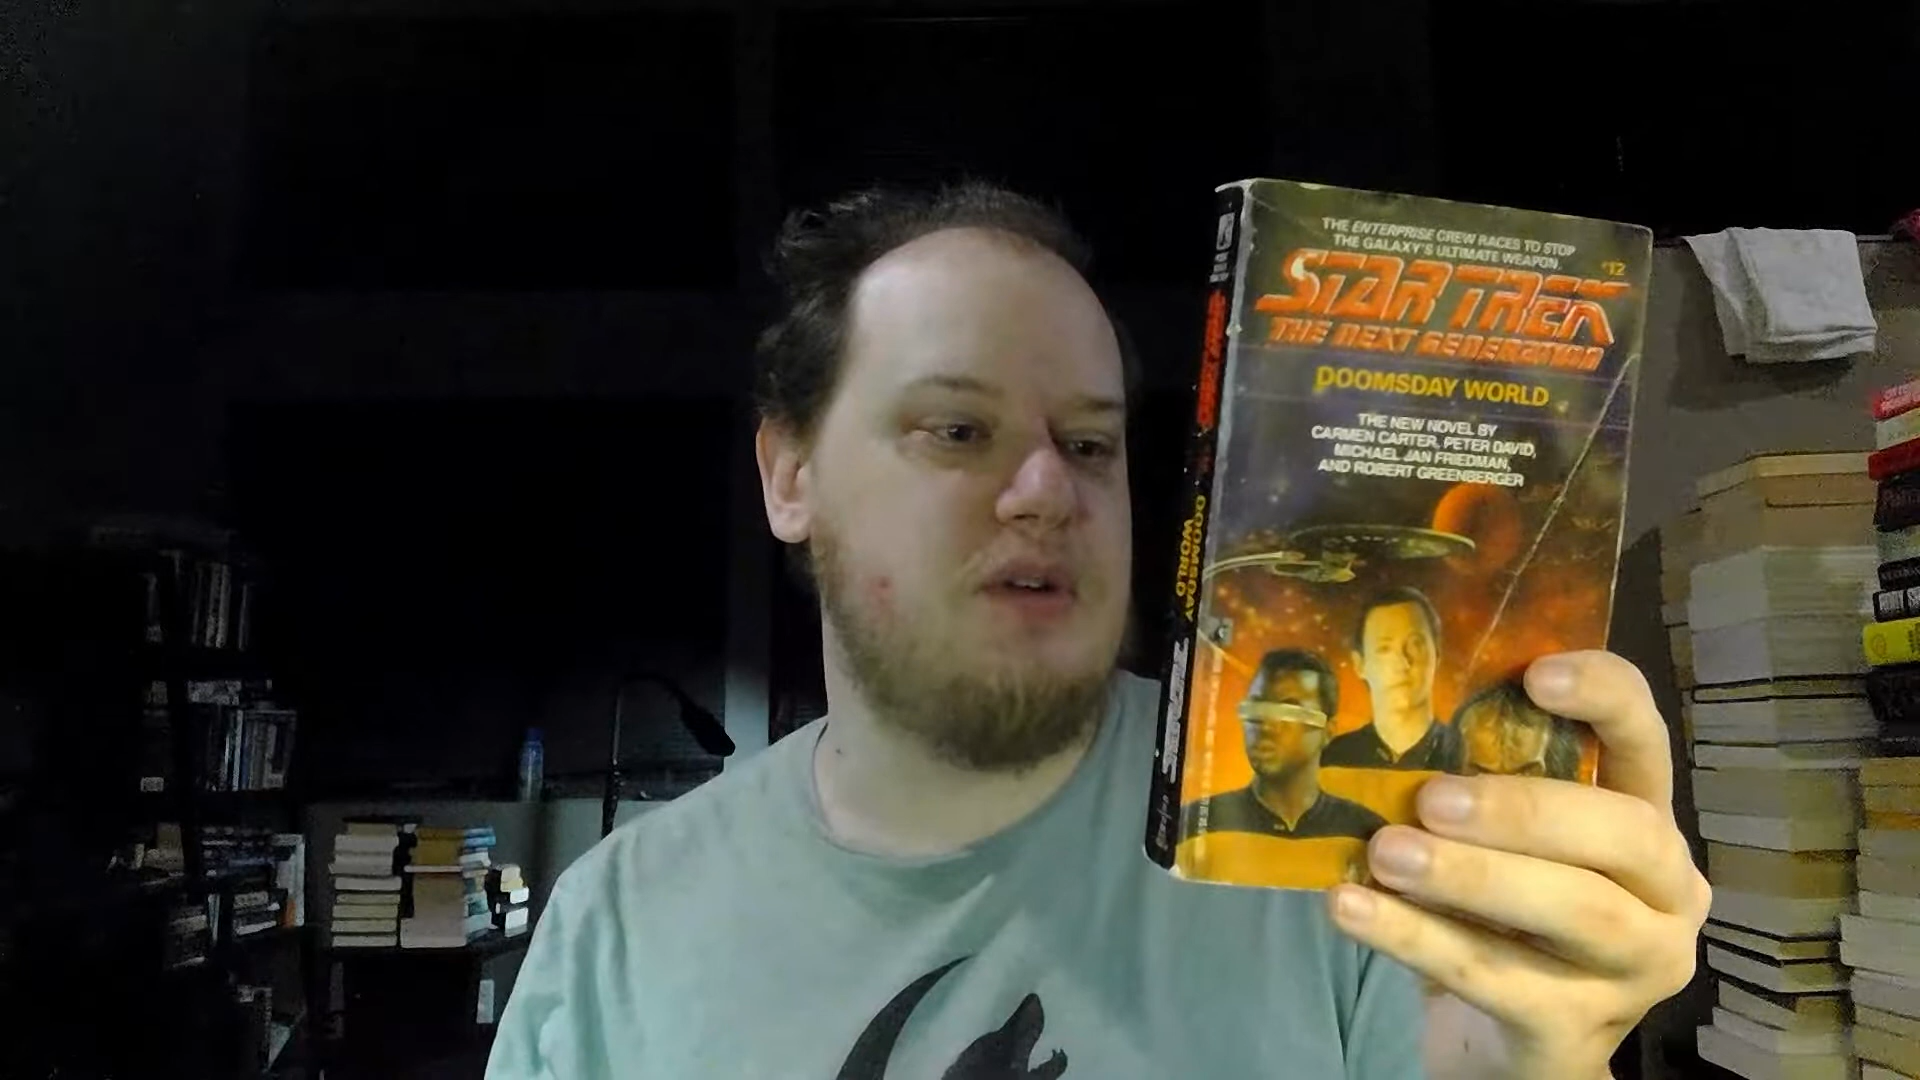 THE ENTERPRISE CREW RACES TO STOP
THE GALAXY'S ULTIMATE WEAPON.
#12
STAR TREK
THE NEXT GENERATION
DOOMSDAY WORLD
THE NEW NOVEL BY
CARMEN CARTER, PETER DAVID,
MICHAEL JAN FRIEDMAN,
AND ROBERT GREENBERGER
DOOMSDAY
WORLD